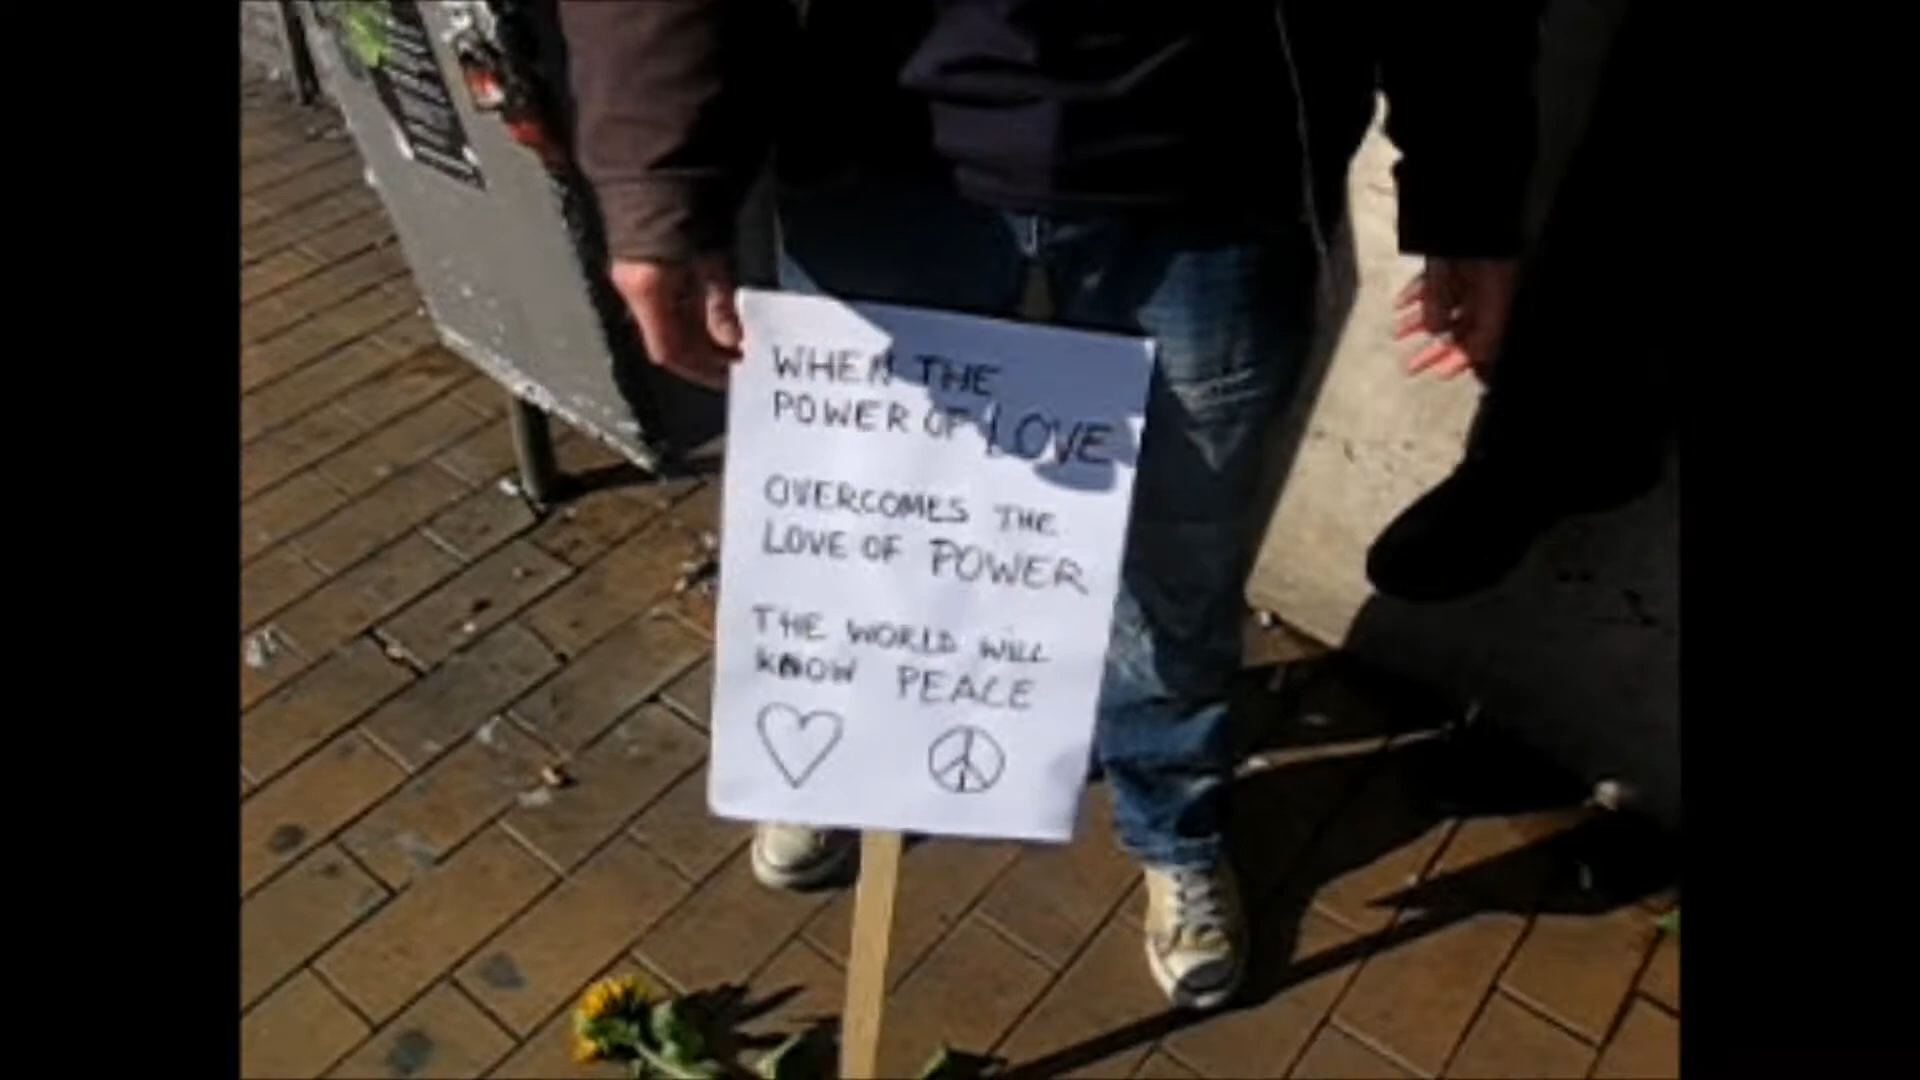 WHEN THE
POWER OF LOVE
OVERCOMES THE
LOVE OF POWER
THE WORLD WILL
KNOW PEACE